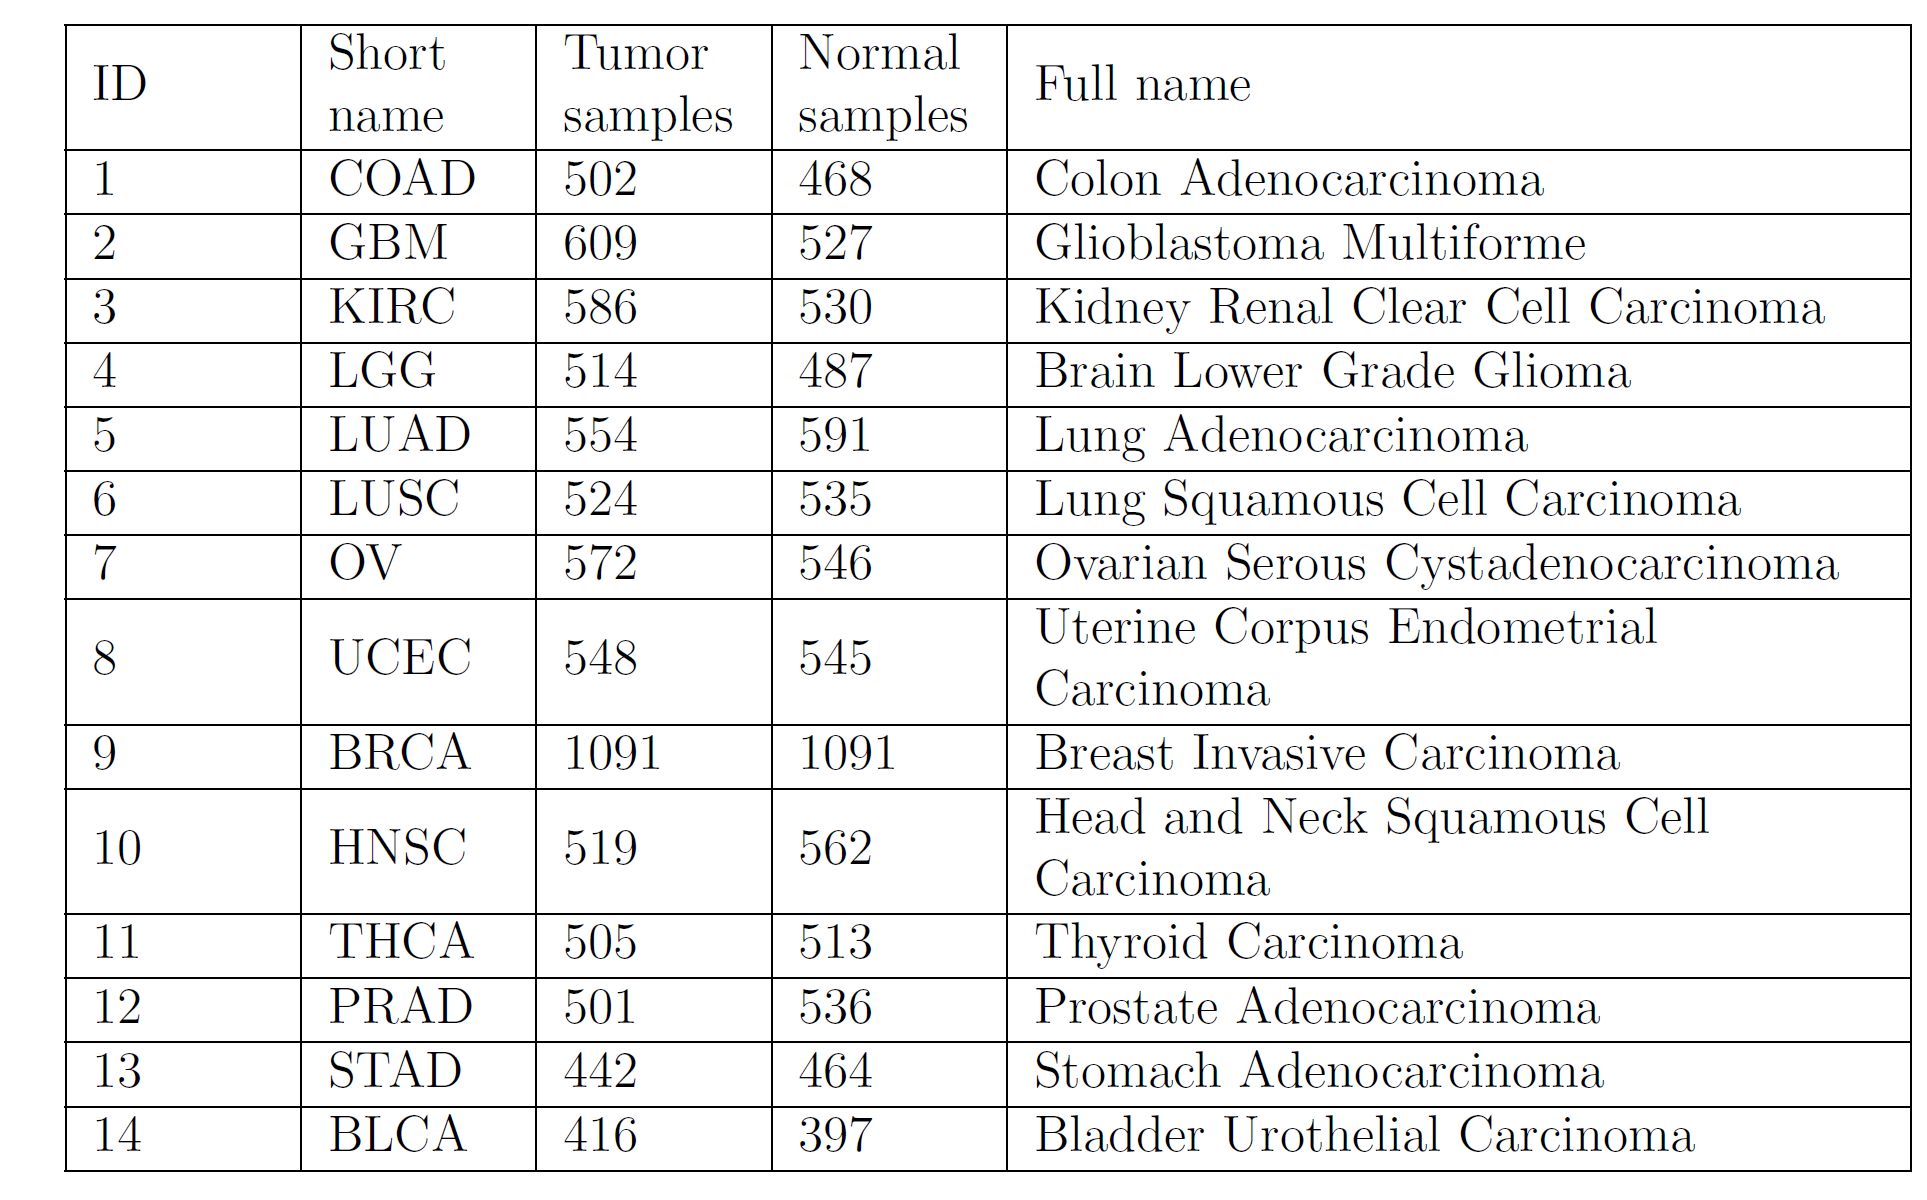 ID Short name Tumor samples Normal samples Full name
1 COAD 502 468 Colon Adenocarcinoma
2 GBM 609 527 Glioblastoma Multiforme
3 KIRC 586 530 Kidney Renal Clear Cell Carcinoma
4 LGG 514 487 Brain Lower Grade Glioma
5 LUAD 554 591 Lung Adenocarcinoma
6 LUSC 524 535 Lung Squamous Cell Carcinoma
7 OV 572 546 Ovarian Serous Cystadenocarcinoma
8 UCEC 548 545 Uterine Corpus Endometrial
Carcinoma
9 BRCA 1091 1091 Breast Invasive Carcinoma
10 HNSC 519 562 Head and Neck Squamous Cell
Carcinoma
11 THCA 505 513 Thyroid Carcinoma
12 PRAD 501 536 Prostate Adenocarcinoma
13 STAD 442 464 Stomach Adenocarcinoma
14 BLCA 416 397 Bladder Urothelial Carcinoma